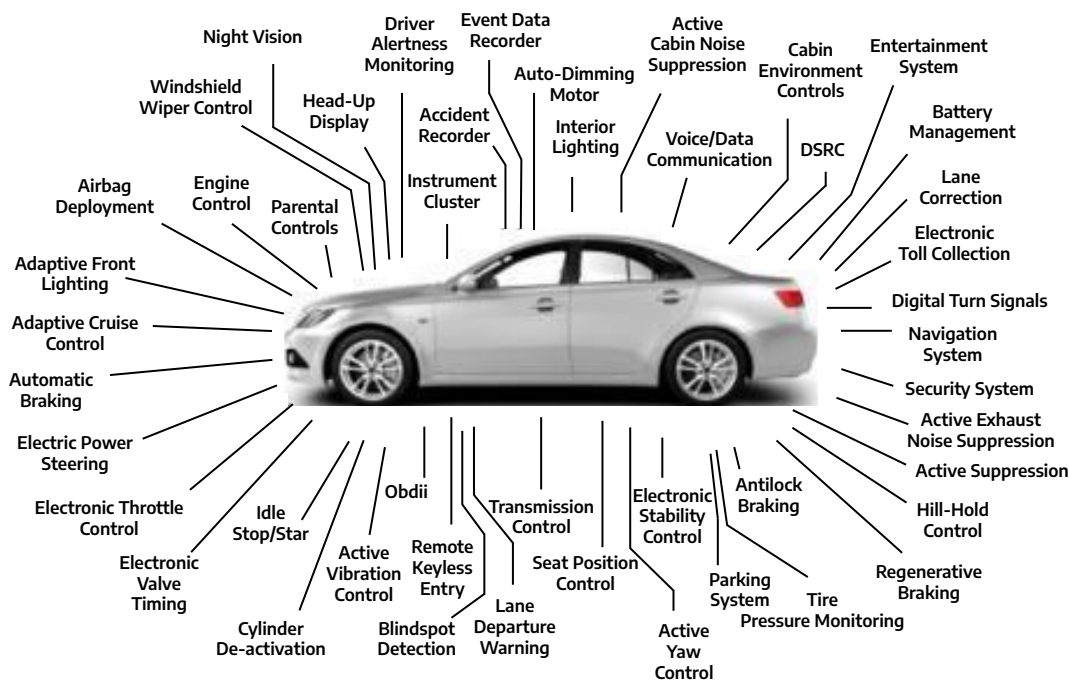 Night Vision
Driver
Alertness
Monitoring
Event Data
Recorder
Active
Cabin Noise
Suppression
Cabin
Environment
Controls
Entertainment
System
Windshield
Wiper Control
Head-Up
Display
Accident
Recorder
Auto-Dimming
Motor
Interior
Lighting
Voice/Data
Communication
DSRC
Battery
Management
Airbag
Deployment
Engine
Control
Parental
Controls
Instrument
Cluster
Lane
Correction
Electronic
Toll Collection
Adaptive Front
Lighting
Digital Turn Signals
Adaptive Cruise
Control
Navigation
System
Automatic
Braking
Security System
Electric Power
Steering
Active Exhaust
Noise Suppression
Active Suppression
Electronic Throttle
Control
Idle
Stop/Star
Obdii
Transmission
Control
Electronic
Stability
Control
Antilock
Braking
Hill-Hold
Control
Electronic
Valve
Timing
Active
Vibration
Control
Remote
Keyless
Entry
Seat Position
Control
Parking
System
Tire
Pressure Monitoring
Regenerative
Braking
Cylinder
De-activation
Blindspot
Detection
Lane
Departure
Warning
Active
Yaw
Control